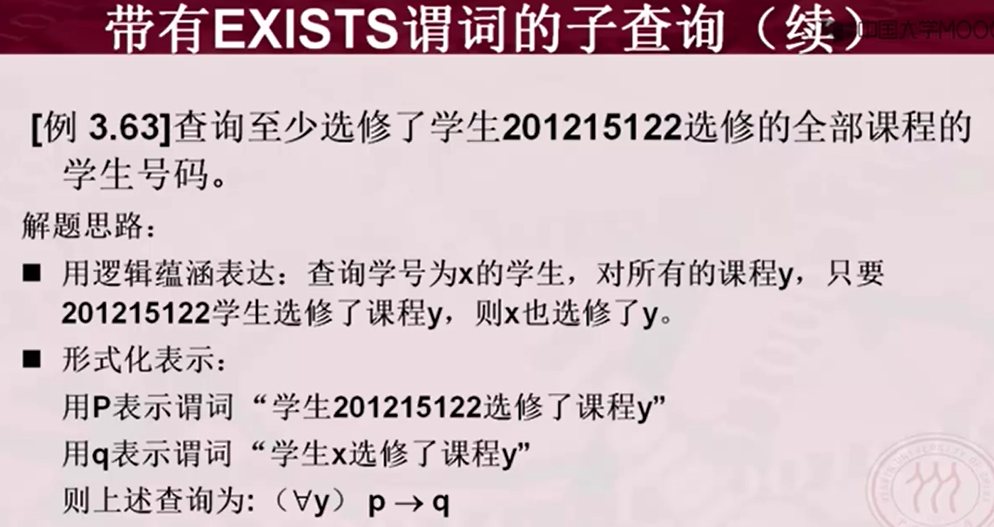 带有EXISTS谓词的子查询（续）
中国大学MOOC
[例 3.63]查询至少选修了学生201215122选修的全部课程的
学生号码。
解题思路：
■ 用逻辑蕴涵表达：查询学号为x的学生，对所有的课程y，只要
201215122学生选修了课程y，则x也选修了y。
■ 形式化表示：
用P表示谓词 “学生201215122选修了课程y”
用q表示谓词 “学生x选修了课程y”
则上述查询为: （∀y） p → q